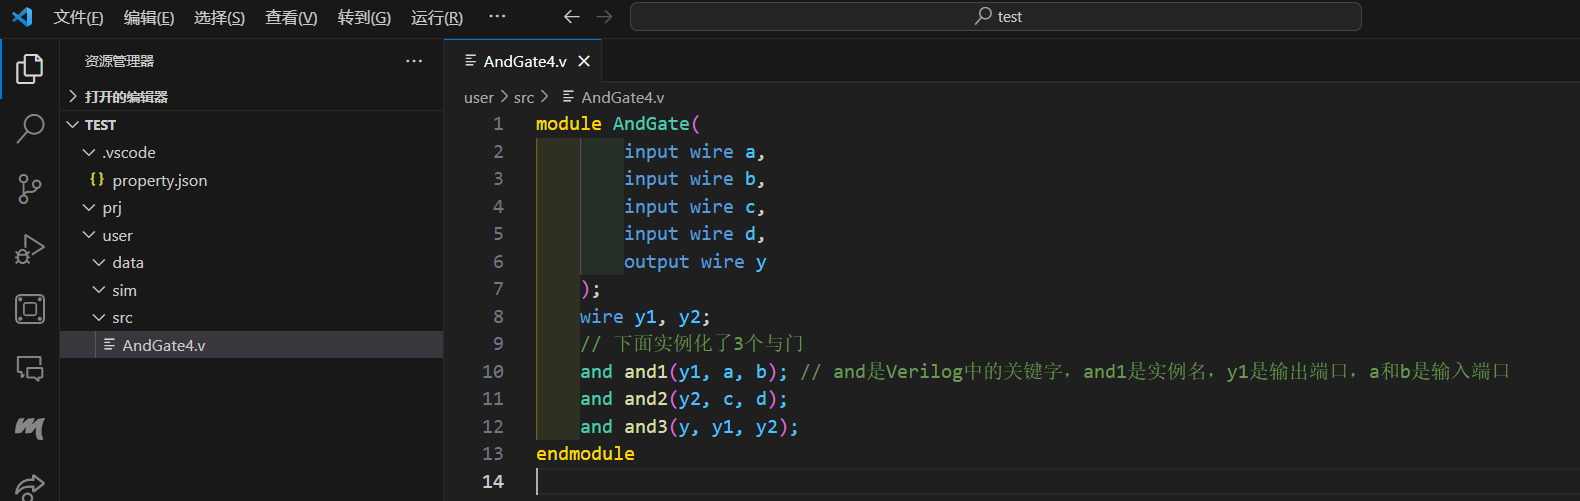 文件(F) 编辑(E) 选择(S) 查看(V) 转到(G) 运行(R) ··· test
资源管理器 ···
打开的编辑器
TEST
.vscode
{} property.json
prj
user
data
sim
src
AndGate4.v
AndGate4.v
user > src > AndGate4.v
1 module AndGate(
2 input wire a,
3 input wire b,
4 input wire c,
5 input wire d,
6 output wire y
7 );
8 wire y1, y2;
9 // 下面实例化了3个与门
10 and and1(y1, a, b); // and是Verilog中的关键字，and1是实例名，y1是输出端口，a和b是输入端口
11 and and2(y2, c, d);
12 and and3(y, y1, y2);
13 endmodule
14